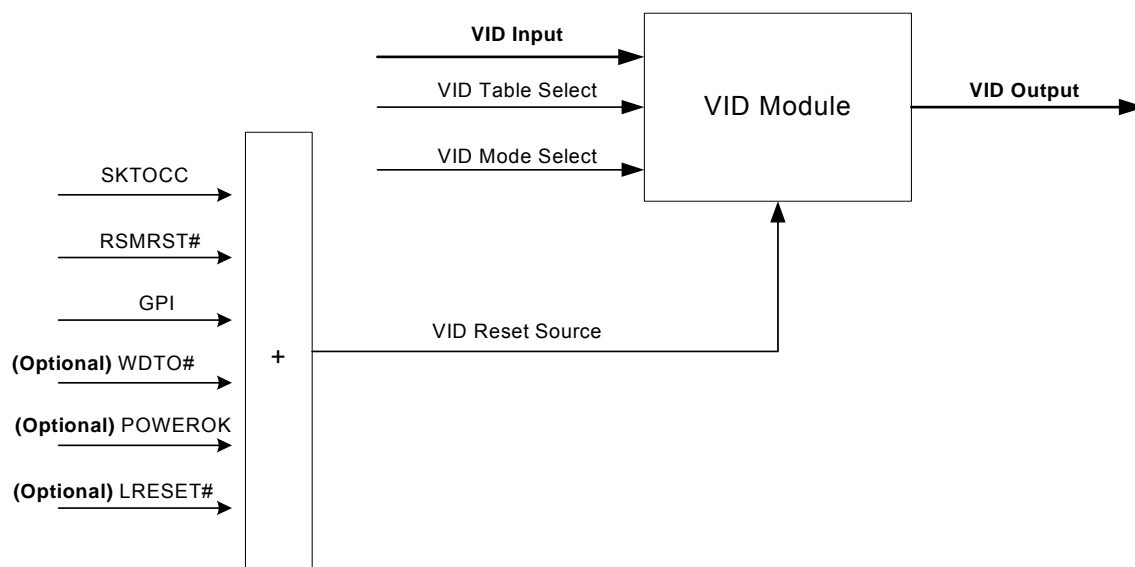 VID Input
VID Table Select
VID Mode Select
VID Module
VID Output
SKTOCC
RSMRST#
GPI
(Optional) WDTO#
(Optional) POWEROK
(Optional) LRESET#
+
VID Reset Source